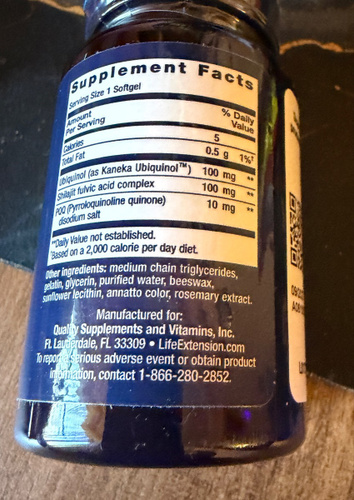 Supplement Facts
Serving Size 1 Softgel
Amount Per Serving % Daily Value
Calories 5
Total Fat 0.5 g 1%†
Ubiquinol (as Kaneka Ubiquinol™) 100 mg **
Shilajit fulvic acid complex 100 mg **
PQQ (Pyrroloquinoline quinone) 10 mg **
disodium salt
**Daily Value not established.
†Based on a 2,000 calorie per day diet.
Other ingredients: medium chain triglycerides,
gelatin, glycerin, purified water, beeswax,
sunflower lecithin, annatto color, rosemary extract.
Manufactured for:
Quality Supplements and Vitamins, Inc.
Ft. Lauderdale, FL 33309 • LifeExtension.com
To report a serious adverse event or obtain product
information, contact 1-866-280-2852.